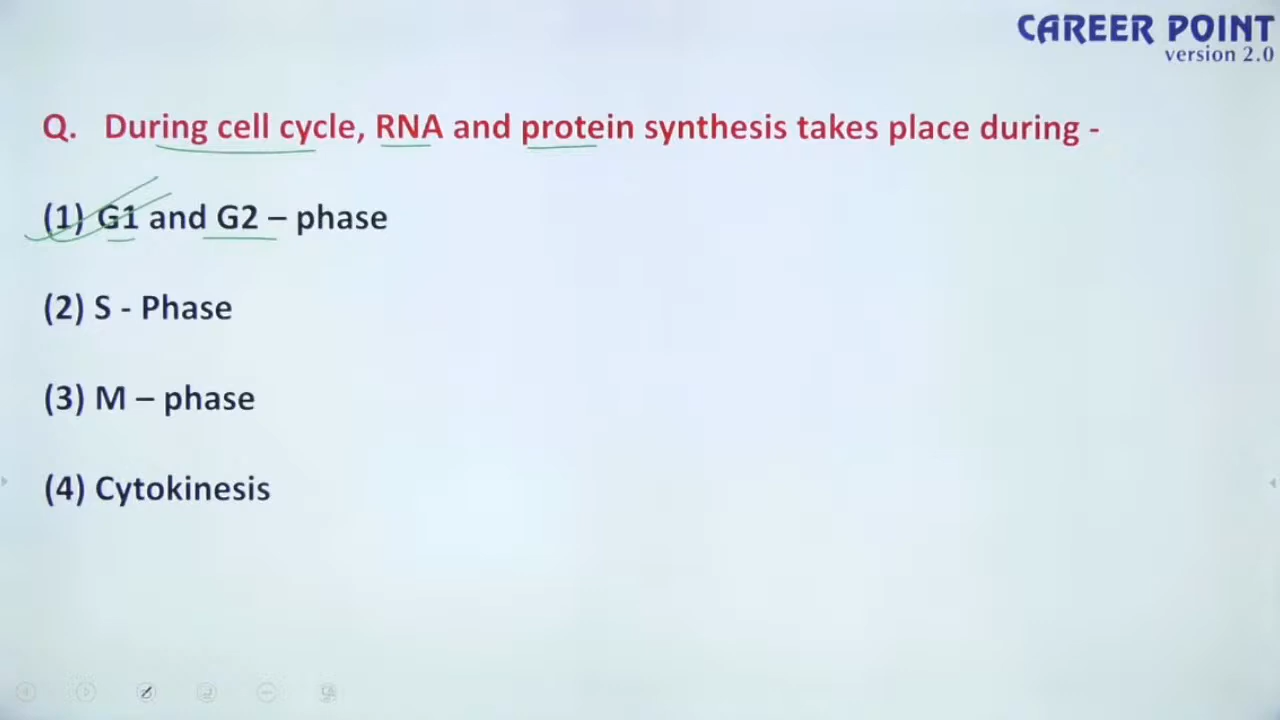 CAREER POINT
version 2.0
Q. During cell cycle, RNA and protein synthesis takes place during -
(1) G1 and G2 – phase
(2) S - Phase
(3) M – phase
(4) Cytokinesis